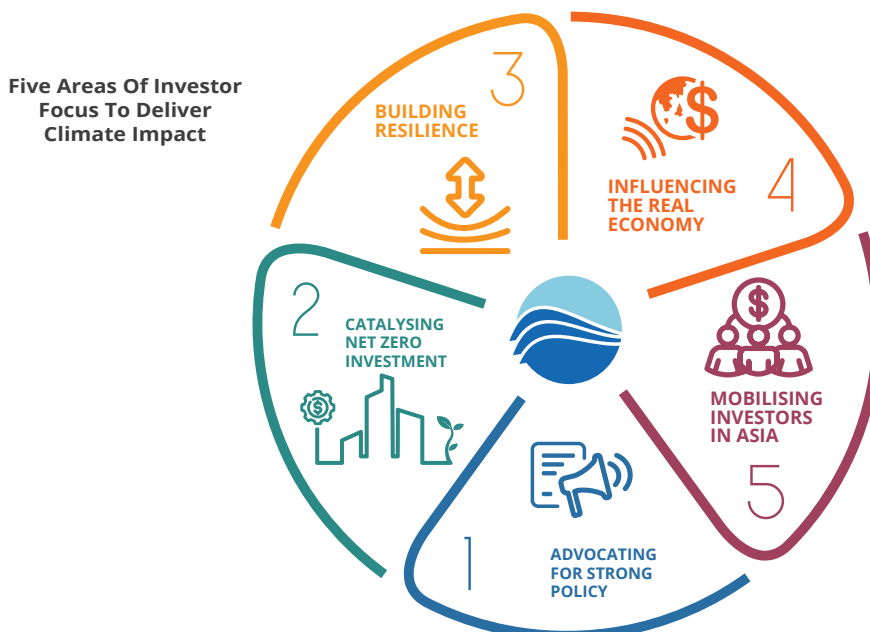 Five Areas Of Investor
Focus To Deliver
Climate Impact
1
ADVOCATING
FOR STRONG
POLICY
2
CATALYSING
NET ZERO
INVESTMENT
$
3
BUILDING
RESILIENCE
$
INFLUENCING
THE REAL
ECONOMY
4
$
MOBILISING
INVESTORS
IN ASIA
5